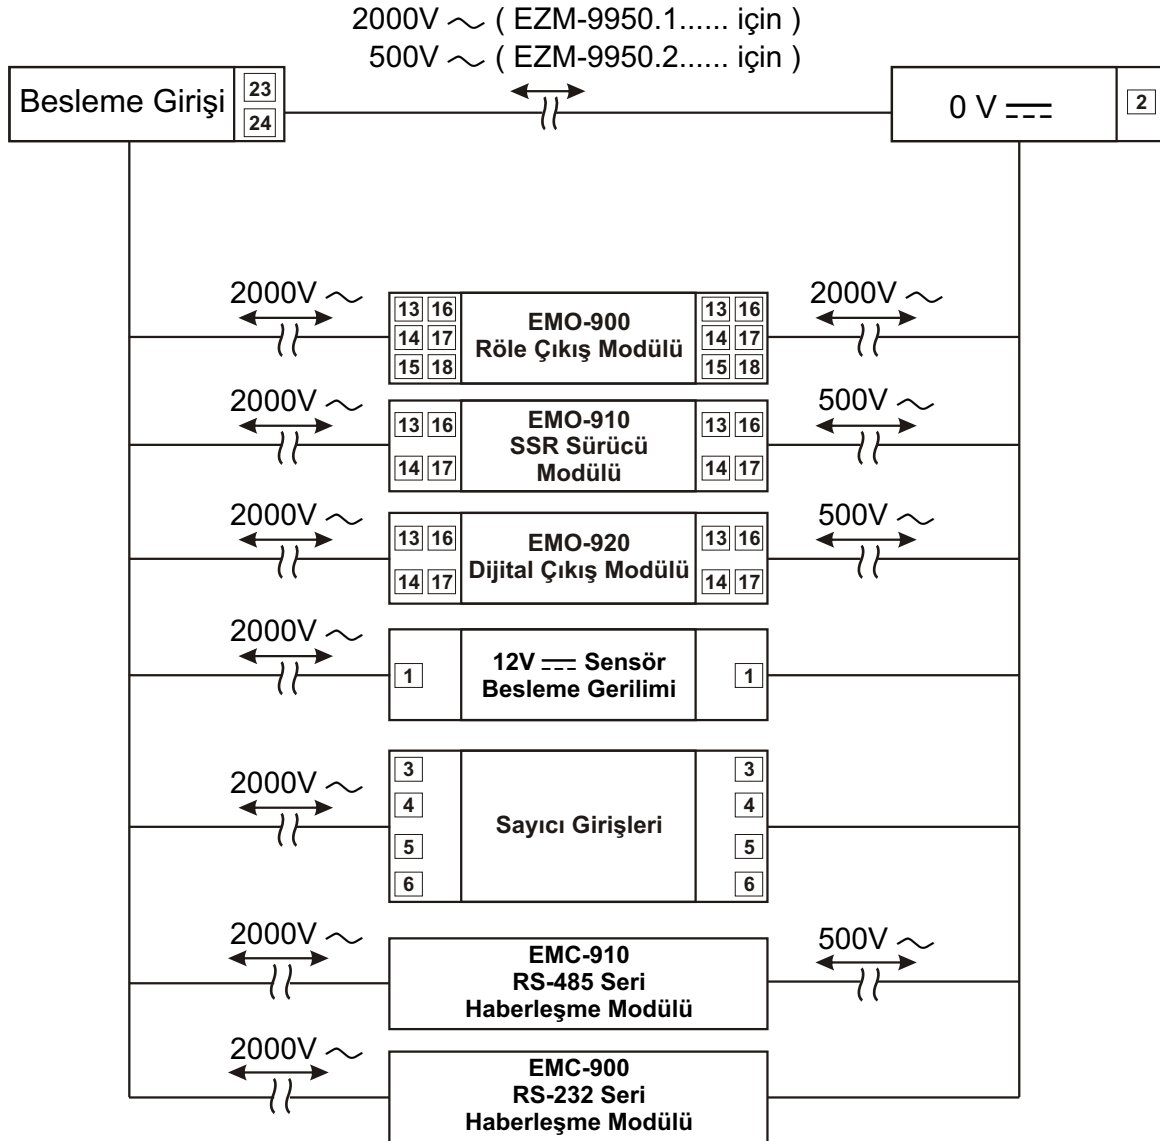 2000V ∼ ( EZM-9950.1...... için )
500V ∼ ( EZM-9950.2...... için )
Besleme Girişi
23
24
0 V
2
2000V ∼
13 16
14 17
15 18
EMO-900
Röle Çıkış Modülü
13 16
14 17
15 18
2000V ∼
2000V ∼
13 16
14 17
EMO-910
SSR Sürücü
Modülü
13 16
14 17
500V ∼
2000V ∼
13 16
14 17
EMO-920
Dijital Çıkış Modülü
13 16
14 17
500V ∼
2000V ∼
1
12V Sensör
Besleme Gerilimi
1
2000V ∼
3
4
5
6
Sayıcı Girişleri
3
4
5
6
2000V ∼
EMC-910
RS-485 Seri
Haberleşme Modülü
500V ∼
2000V ∼
EMC-900
RS-232 Seri
Haberleşme Modülü